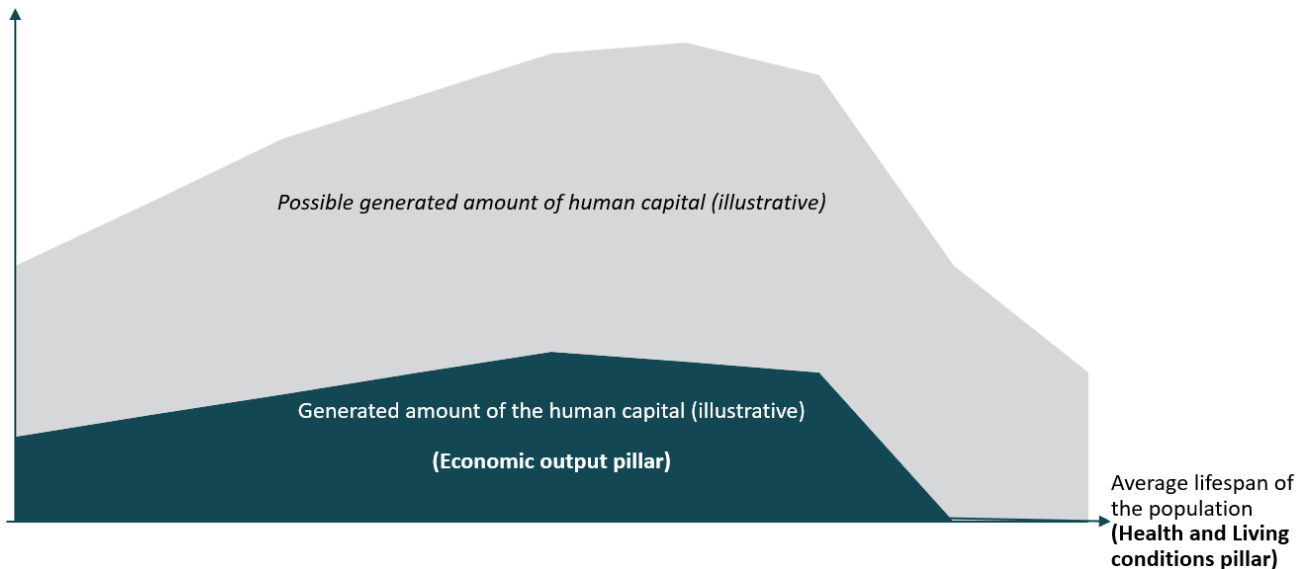 Possible generated amount of human capital (illustrative)
Generated amount of the human capital (illustrative)
(Economic output pillar)
Average lifespan of
the population
(Health and Living
conditions pillar)